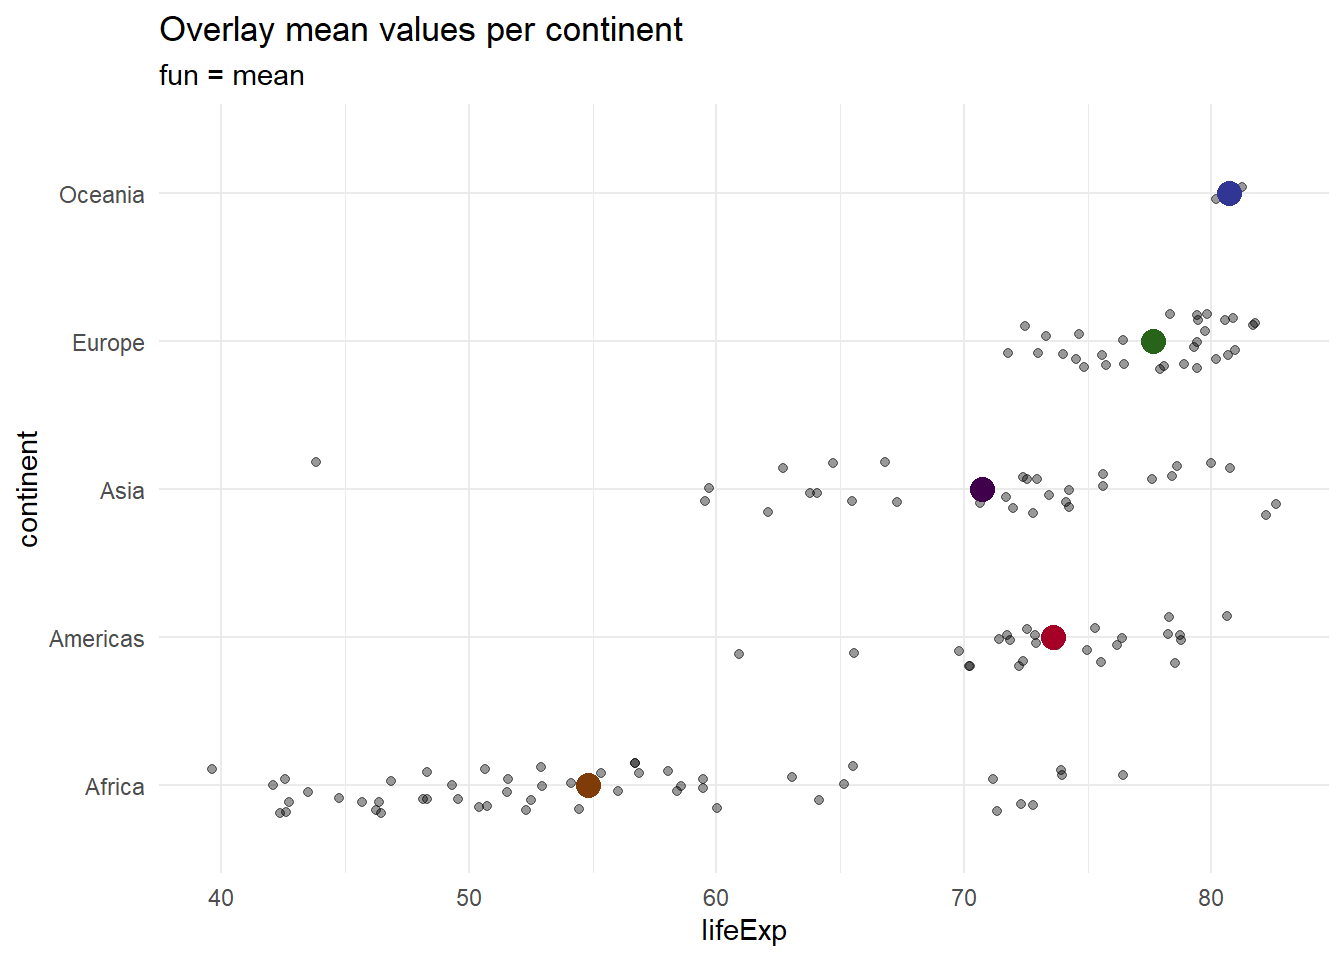 Overlay mean values per continent
fun = mean
Oceania
Europe
Asia
Americas
Africa
continent
40 50 60 70 80
lifeExp